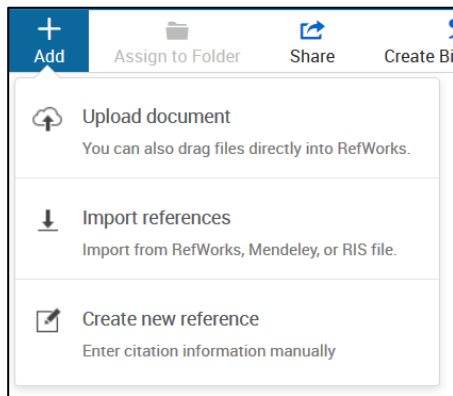 Add
Assign to Folder
Share
Create Bi
Upload document
You can also drag files directly into RefWorks.
Import references
Import from RefWorks, Mendeley, or RIS file.
Create new reference
Enter citation information manually